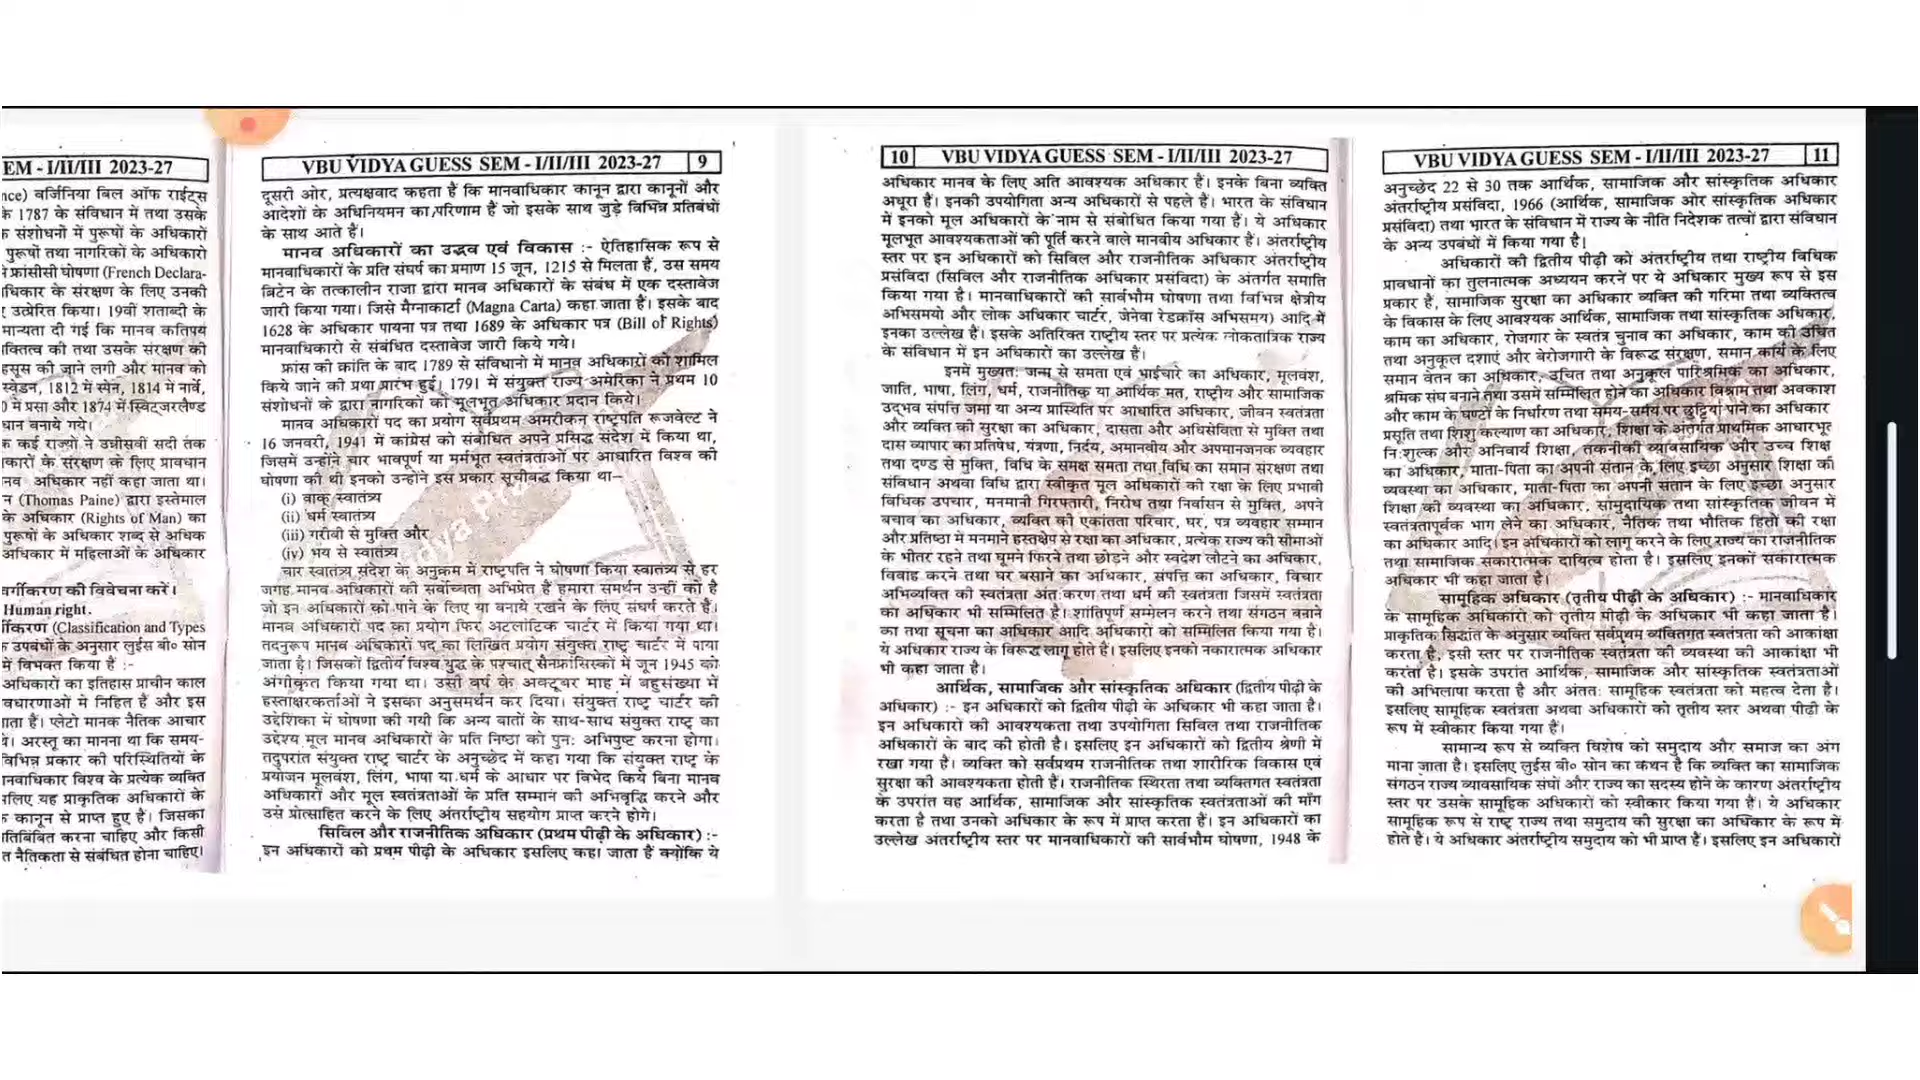 EM - I/II/III 2023-27
nce) वर्जिनिया बिल ऑफ राईट्स
के 1787 के संविधान में तथा उसके
संशोधनों में पुरूषों के अधिकारों
पुरूषों तथा नागरिकों के अधिकारो
फ्रांसीसी घोषणा (French Declara-
धिकार के संरक्षण के लिए उनकी
उत्प्रेरित किया। 19वीं शताब्दी के
मान्यता दी गई कि मानव कतिपय
क्तित्व की तथा उसके संरक्षण की
हसूस की जाने लगी और मानव को
स्वेडन, 1812 में स्पेन, 1814 में नार्वे,
0 में प्रसा और 1874 में स्विट्जरलैण्ड
धान बनाये गये।
कई राज्यों ने उन्नीसवीं सदी तक
कारों के संरक्षण के लिए प्रावधान
नव अधिकार नहीं कहा जाता था।
न (Thomas Paine) द्वारा इस्तेमाल
के अधिकार (Rights of Man) का
पुरूषों के अधिकार शब्द से अधिक
अधिकार में महिलाओं के अधिकार
वर्गीकरण की विवेचना करें।
Human right.
र्गीकरण (Classification and Types
उपबंधों के अनुसार लुईस बी० सोन
में विभक्त किया है :-
अधिकारों का इतिहास प्राचीन काल
वधारणाओं मे निहित हैं और इस
ाता हैं। प्लेटो मानक नैतिक आचार
अरस्तू का मानना था कि समय-
विभिन्न प्रकार की परिस्थितियों के
ानवाधिकार विश्व के प्रत्येक व्यक्ति
सलिए यह प्राकृतिक अधिकारों के
कानून से प्राप्त हुए है। जिसका
तिबिंबित करना चाहिए और किसी
त नैतिकता से संबंधित होना चाहिए।
VBU VIDYA GUESS SEM - I/II/III 2023-27 9
दूसरी ओर, प्रत्यक्षवाद कहता है कि मानवाधिकार कानून द्वारा कानूनों और
आदेशों के अधिनियमन का परिणाम हैं जो इसके साथ जुड़े विभिन्न प्रतिबंधों
के साथ आते हैं।
मानव अधिकारों का उद्भव एवं विकास :- ऐतिहासिक रूप से
मानवाधिकारों के प्रति संघर्ष का प्रमाण 15 जून, 1215 से मिलता है, उस समय
ब्रिटेन के तत्कालीन राजा द्वारा मानव अधिकारों के संबंध में एक दस्तावेज
जारी किया गया। जिसे मैग्नाकार्टा (Magna Carta) कहा जाता है। इसके बाद
1628 के अधिकार पायना पत्र तथा 1689 के अधिकार पत्र (Bill of Rights)
मानवाधिकारो से संबंधित दस्तावेज जारी किये गये।
फ्रांस की क्रांति के बाद 1789 से संविधानो में मानव अधिकारों को शामिल
किये जाने की प्रथा प्रारंभ हुई। 1791 में संयुक्त राज्य अमेरिका ने प्रथम 10
संशोधनों के द्वारा नागरिकों को मूलभूत अधिकार प्रदान किये।
मानव अधिकारों पद का प्रयोग सर्वप्रथम अमरीकन राष्ट्रपति रूजवेल्ट ने
16 जनवरी, 1941 में कांग्रेस को संबोधित अपने प्रसिद्ध संदेश में किया था,
जिसमें उन्होंने चार भावपूर्ण या मर्मभूत स्वतंत्रताओं पर आधारित विश्व की
घोषणा की थी इनको उन्होंने इस प्रकार सूचीबद्ध किया था–
(i) वाक् स्वातंत्र्य
(ii) धर्म स्वातंत्र्य
(iii) गरीबी से मुक्ति और
(iv) भय से स्वातंत्र्य
चार स्वातंत्र्य संदेश के अनुक्रम में राष्ट्रपति ने घोषणा किया स्वातंत्र्य से हर
जगह मानव अधिकारों की सर्वोच्चता अभिप्रेत है हमारा समर्थन उन्हीं को है
जो इन अधिकारों को पाने के लिए या बनाये रखने के लिए संघर्ष करते हैं।
मानव अधिकारों पद का प्रयोग फिर अटलांटिक चार्टर में किया गया था।
तदनुरूप मानव अधिकारों पद का लिखित प्रयोग संयुक्त राष्ट्र चार्टर में पाया
जाता है। जिसकों द्वितीय विश्व युद्ध के पश्चात् सैनफ्रांसिस्को में जून 1945 को
अंगीकृत किया गया था। उसी वर्ष के अक्टूबर माह में बहुसंख्या में
हस्ताक्षरकर्ताओं ने इसका अनुसमर्थन कर दिया। संयुक्त राष्ट्र चार्टर की
उद्देशिका में घोषणा की गयी कि अन्य बातों के साथ-साथ संयुक्त राष्ट्र का
उद्देश्य मूल मानव अधिकारों के प्रति निष्ठा को पुनः अभिपुष्ट करना होगा।
तदुपरांत संयुक्त राष्ट्र चार्टर के अनुच्छेद में कहा गया कि संयुक्त राष्ट्र के
प्रयोजन मूलवंश, लिंग, भाषा या धर्म के आधार पर विभेद किये बिना मानव
अधिकारों और मूल स्वतंत्रताओं के प्रति सम्मान की अभिवृद्धि करने और
उसे प्रोत्साहित करने के लिए अंतर्राष्ट्रीय सहयोग प्राप्त करने होगे।
सिविल और राजनीतिक अधिकार (प्रथम पीढ़ी के अधिकार) :-
इन अधिकारों को प्रथम पीढ़ी के अधिकार इसलिए कहा जाता हैं क्योंकि ये
10 VBU VIDYA GUESS SEM - I/II/III 2023-27
अधिकार मानव के लिए अति आवश्यक अधिकार हैं। इनके बिना व्यक्ति
अधूरा हैं। इनकी उपयोगिता अन्य अधिकारों से पहले हैं। भारत के संविधान
में इनको मूल अधिकारों के नाम से संबोधित किया गया हैं। ये अधिकार
मूलभूत आवश्यकताओं की पूर्ति करने वाले मानवीय अधिकार हैं। अंतर्राष्ट्रीय
स्तर पर इन अधिकारों को सिविल और राजनीतिक अधिकार अंतर्राष्ट्रीय
प्रसंविदा (सिविल और राजनीतिक अधिकार प्रसंविदा) के अंतर्गत समाति
किया गया है। मानवाधिकारों की सार्वभौम घोषणा तथा विभिन्न क्षेत्रीय
अभिसमयो और लोक अधिकार चार्टर, जेनेवा रेडक्रॉस अभिसमय) आदि में
इनका उल्लेख हैं। इसके अतिरिक्त राष्ट्रीय स्तर पर प्रत्येक लोकतांत्रिक राज्य
के संविधान में इन अधिकारों का उल्लेख हैं।
इनमें मुख्यतः जन्म से समता एवं भाईचारे का अधिकार, मूलवंश,
जाति, भाषा, लिंग, धर्म, राजनीतिक या आर्थिक मत, राष्ट्रीय और सामाजिक
उद्भव संपत्ति जमा या अन्य प्रास्थिति पर आधारित अधिकार, जीवन स्वतंत्रता
और व्यक्ति की सुरक्षा का अधिकार, दासता और अधिसेविता से मुक्ति तथा
दास व्यापार का प्रतिषेध, यंत्रणा, निर्दय, अमानवीय और अपमानजनक व्यवहार
तथा दण्ड से मुक्ति, विधि के समक्ष समता तथा विधि का समान संरक्षण तथा
संविधान अथवा विधि द्वारा स्वीकृत मूल अधिकारों को रक्षा के लिए प्रभावी
विधिक उपचार, मनमानी गिरफ्तारी, निरोध तथा निर्वासन से मुक्ति, अपने
बचाव का अधिकार, व्यक्ति की एकांतता परिवार, घर, पत्र व्यवहार सम्मान
और प्रतिष्ठा में मनमाने हस्तक्षेप से रक्षा का अधिकार, प्रत्येक राज्य की सीमाओं
के भीतर रहने तथा घूमने फिरने तथा छोड़ने और स्वदेश लौटने का अधिकार,
विवाह करने तथा घर बसाने का अधिकार, संपत्ति का अधिकार, विचार
अभिव्यक्ति की स्वतंत्रता अंतःकरण तथा धर्म की स्वतंत्रता जिसमें स्वतंत्रता
का अधिकार भी सम्मिलित है। शांतिपूर्ण सम्मेलन करने तथा संगठन बनाने
का तथा सूचना का अधिकार आदि अधिकारो को सम्मिलित किया गया है।
ये अधिकार राज्य के विरूद्ध लागू होते है। इसलिए इनको नकारात्मक अधिकार
भी कहा जाता है।
आर्थिक, सामाजिक और सांस्कृतिक अधिकार (द्वितीय पीढ़ी के
अधिकार) :- इन अधिकारों को द्वितीय पीढ़ी के अधिकार भी कहा जाता है।
इन अधिकारों की आवश्यकता तथा उपयोगिता सिविल तथा राजनीतिक
अधिकारों के बाद की होती है। इसलिए इन अधिकारों को द्वितीय श्रेणी में
रखा गया है। व्यक्ति को सर्वप्रथम राजनीतिक तथा शारीरिक विकास एवं
सुरक्षा की आवश्यकता होती हैं। राजनीतिक स्थिरता तथा व्यक्तिगत स्वतंत्रता
के उपरांत वह आर्थिक, सामाजिक और सांस्कृतिक स्वतंत्रताओं की माँग
करता है तथा उनको अधिकार के रूप में प्राप्त करता हैं। इन अधिकारों का
उल्लेख अंतर्राष्ट्रीय स्तर पर मानवाधिकारों की सार्वभौम घोषणा, 1948 के
VBU VIDYA GUESS SEM - I/II/III 2023-27 11
अनुच्छेद 22 से 30 तक आर्थिक, सामाजिक और सांस्कृतिक अधिकार
अंतर्राष्ट्रीय प्रसंविदा, 1966 (आर्थिक, सामाजिक और सांस्कृतिक अधिकार
प्रसंविदा) तथा भारत के संविधान में राज्य के नीति निदेशक तत्वों द्वारा संविधान
के अन्य उपबंधों में किया गया है।
अधिकारों की द्वितीय पीढ़ी को अंतर्राष्ट्रीय तथा राष्ट्रीय विधिक
प्रावधानों का तुलनात्मक अध्ययन करने पर ये अधिकार मुख्य रूप से इस
प्रकार हैं, सामाजिक सुरक्षा का अधिकार व्यक्ति की गरिमा तथा व्यक्तित्व
के विकास के लिए आवश्यक आर्थिक, सामाजिक तथा सांस्कृतिक अधिकार,
काम का अधिकार, रोजगार के स्वतंत्र चुनाव का अधिकार, काम की उचित
तथा अनुकूल दशाएं और बेरोजगारी के विरूद्ध संरक्षण, समान कार्य के लिए
समान वेतन का अधिकार, उचित तथा अनुकूल पारिश्रमिक का अधिकार,
श्रमिक संघ बनाने तथा उसमें सम्मिलित होने का अधिकार विश्राम तथा अवकाश
और काम के घण्टों के निर्धारण तथा समय-समय पर छुट्टियां पाने का अधिकार
प्रसूति तथा शिशु कल्याण का अधिकार, शिक्षा के अंतर्गत प्राथमिक आधारभूत
निःशुल्क और अनिवार्य शिक्षा, तकनीकी व्यावसायिक और उच्च शिक्षा
का अधिकार, माता-पिता का अपनी संतान के लिए इच्छा अनुसार शिक्षा की
व्यवस्था का अधिकार, माता-पिता का अपनी संतान के लिए इच्छा अनुसार
शिक्षा की व्यवस्था का अधिकार, सामुदायिक तथा सांस्कृतिक जीवन में
स्वतंत्रतापूर्वक भाग लेने का अधिकार, नैतिक तथा भौतिक हितों की रक्षा
का अधिकार आदि। इन अधिकारों को लागू करने के लिए राज्य का राजनीतिक
तथा सामाजिक सकारात्मक दायित्व होता है। इसलिए इनकों सकारात्मक
अधिकार भी कहा जाता है।
सामूहिक अधिकार (तृतीय पीढ़ी के अधिकार) :- मानवाधिकार
के सामूहिक अधिकारों को तृतीय पीढ़ी के अधिकार भी कहा जाता है।
प्राकृतिक सिद्धांत के अनुसार व्यक्ति सर्वप्रथम व्यक्तिगत स्वतंत्रता की आकांक्षा
करता है, इसी स्तर पर राजनीतिक स्वतंत्रता की व्यवस्था की आकांक्षा भी
करता है। इसके उपरांत आर्थिक, सामाजिक और सांस्कृतिक स्वतंत्रताओं
की अभिलाषा करता है और अंततः सामूहिक स्वतंत्रता को महत्व देता है।
इसलिए सामूहिक स्वतंत्रता अथवा अधिकारों को तृतीय स्तर अथवा पीढ़ी के
रूप में स्वीकार किया गया है।
सामान्य रूप से व्यक्ति विशेष को समुदाय और समाज का अंग
माना जाता है। इसलिए लुईस बी० सोन का कथन है कि व्यक्ति का सामाजिक
संगठन राज्य व्यावसायिक संघों और राज्य का सदस्य होने के कारण अंतर्राष्ट्रीय
स्तर पर उसके सामूहिक अधिकारों को स्वीकार किया गया है। ये अधिकार
सामूहिक रूप से राष्ट्र राज्य तथा समुदाय की सुरक्षा का अधिकार के रूप में
होते है। ये अधिकार अंतर्राष्ट्रीय समुदाय को भी प्राप्त हैं। इसलिए इन अधिकारों